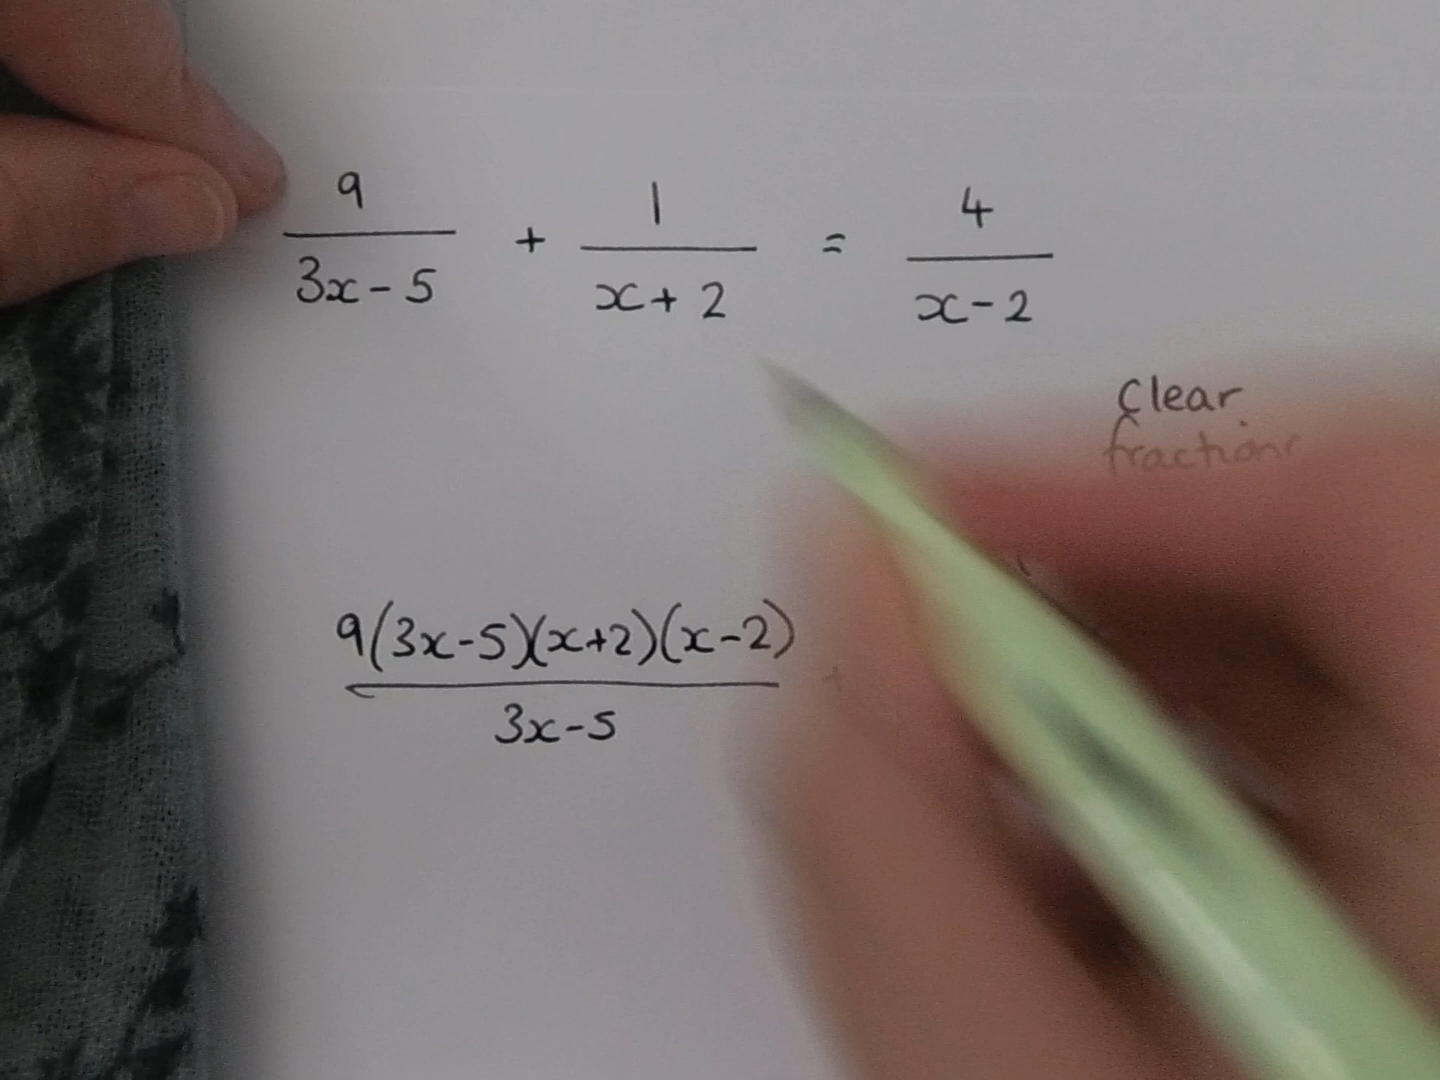 9/(3x-5) + 1/(x+2) = 4/(x-2)
Clear
fractions
9(3x-5)(x+2)(x-2)
3x-5